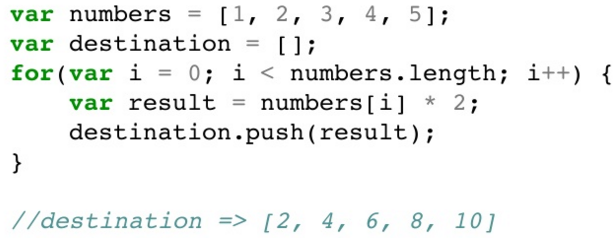 var numbers = [1, 2, 3, 4, 5];
var destination = [];
for(var i = 0; i < numbers.length; i++) {
    var result = numbers[i] * 2;
    destination.push(result);
}
//destination => [2, 4, 6, 8, 10]